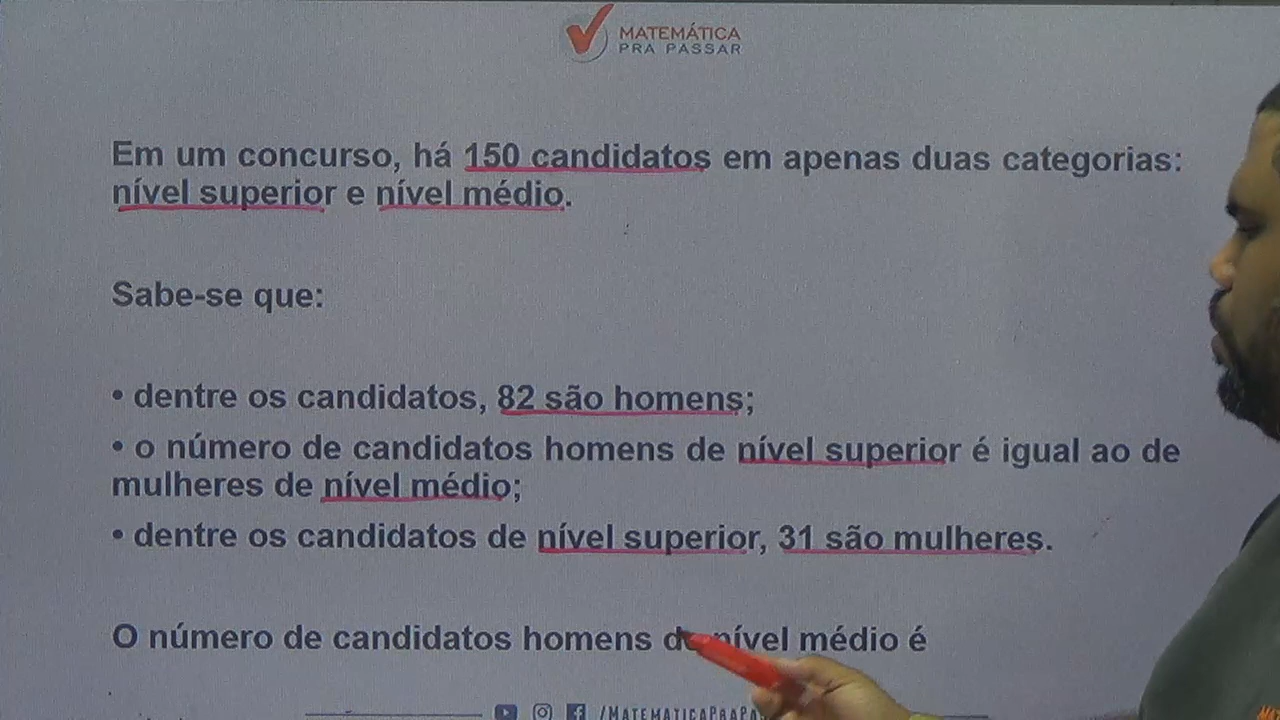 MATEMÁTICA
PRA PASSAR
Em um concurso, há 150 candidatos em apenas duas categorias:
nível superior e nível médio.
Sabe-se que:
• dentre os candidatos, 82 são homens;
• o número de candidatos homens de nível superior é igual ao de
mulheres de nível médio;
• dentre os candidatos de nível superior, 31 são mulheres.
O número de candidatos homens de nível médio é